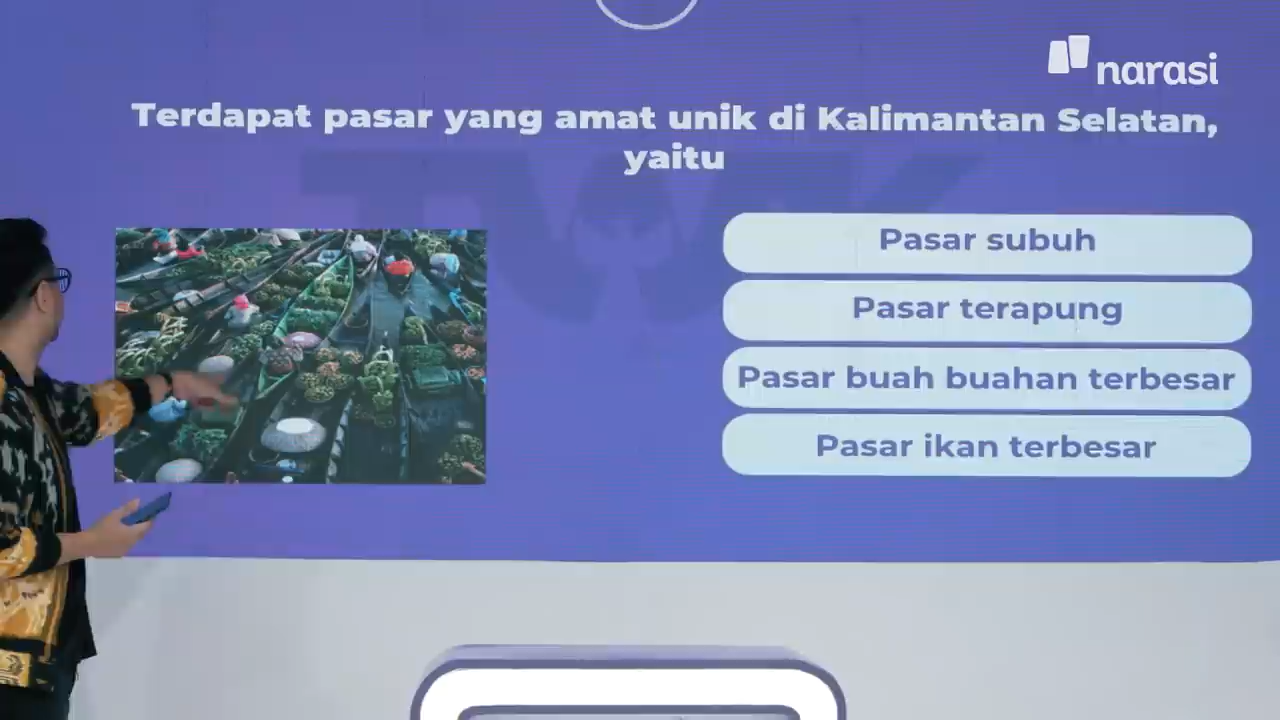 narasi
Terdapat pasar yang amat unik di Kalimantan Selatan,
yaitu
Pasar subuh
Pasar terapung
Pasar buah buahan terbesar
Pasar ikan terbesar